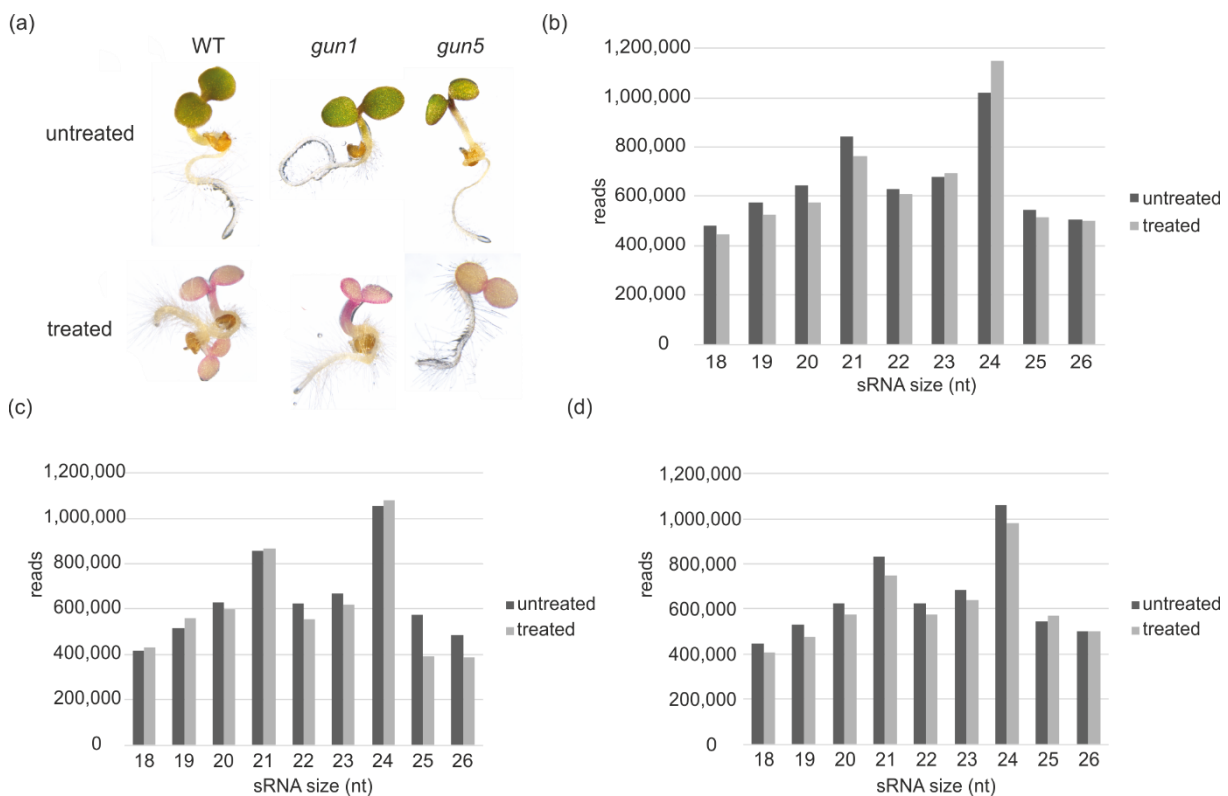 (a)
WT gun1 gun5
untreated
treated
(b)
1,200,000
1,000,000
800,000
600,000
400,000
200,000
0
reads
18 19 20 21 22 23 24 25 26
sRNA size (nt)
untreated
treated
(c)
1,200,000
1,000,000
800,000
600,000
400,000
200,000
0
reads
18 19 20 21 22 23 24 25 26
sRNA size (nt)
untreated
treated
(d)
1,200,000
1,000,000
800,000
600,000
400,000
200,000
0
reads
18 19 20 21 22 23 24 25 26
sRNA size (nt)
untreated
treated